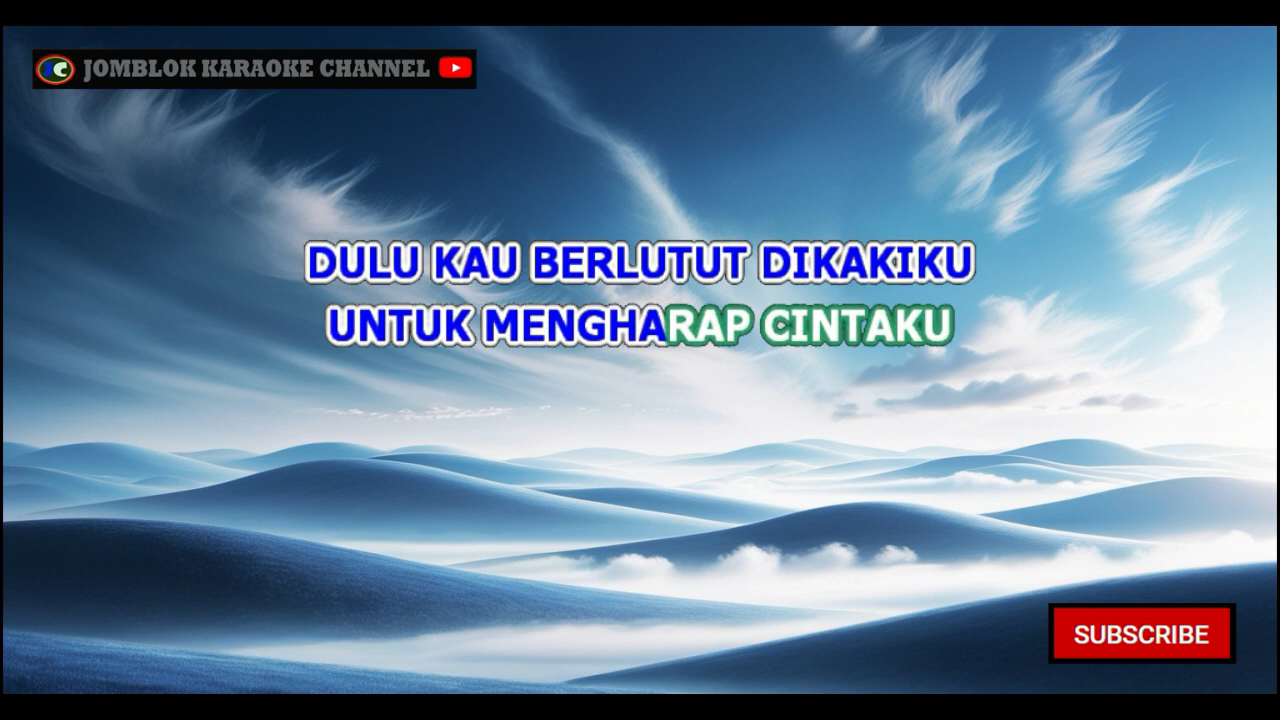 JOMBLOK KARAOKE CHANNEL
DULU KAU BERLUTUT DIKAKIKU
UNTUK MENGHARAP CINTAKU
SUBSCRIBE